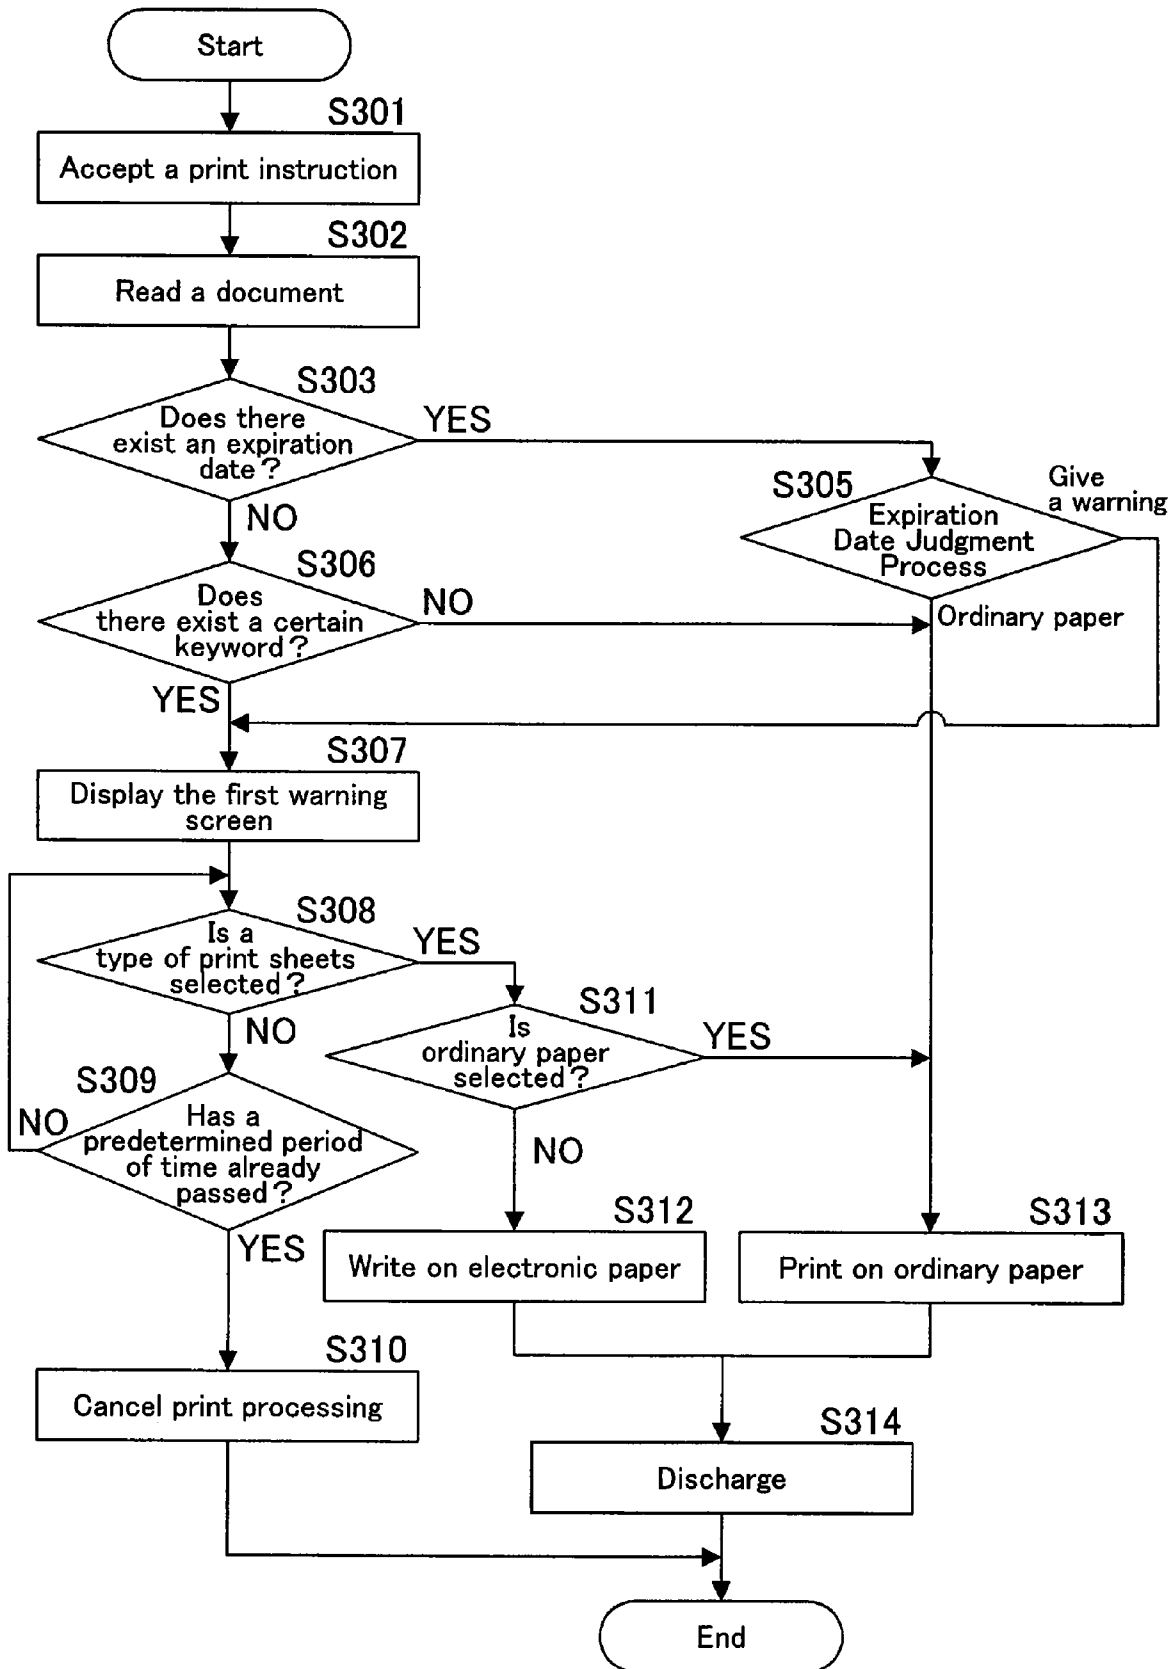 Start
S301
Accept a print instruction
S302
Read a document
S303
Does there
exist an expiration
date?
YES
NO
S305
Expiration
Date Judgment
Process
Give
a warning
Ordinary paper
S306
Does
there exist a certain
keyword?
NO
YES
S307
Display the first warning
screen
S308
Is a
type of print sheets
selected?
YES
NO
S309
Has a
predetermined period
of time already
passed?
NO
YES
S311
Is
ordinary paper
selected?
YES
NO
S312
Write on electronic paper
S313
Print on ordinary paper
S310
Cancel print processing
S314
Discharge
End